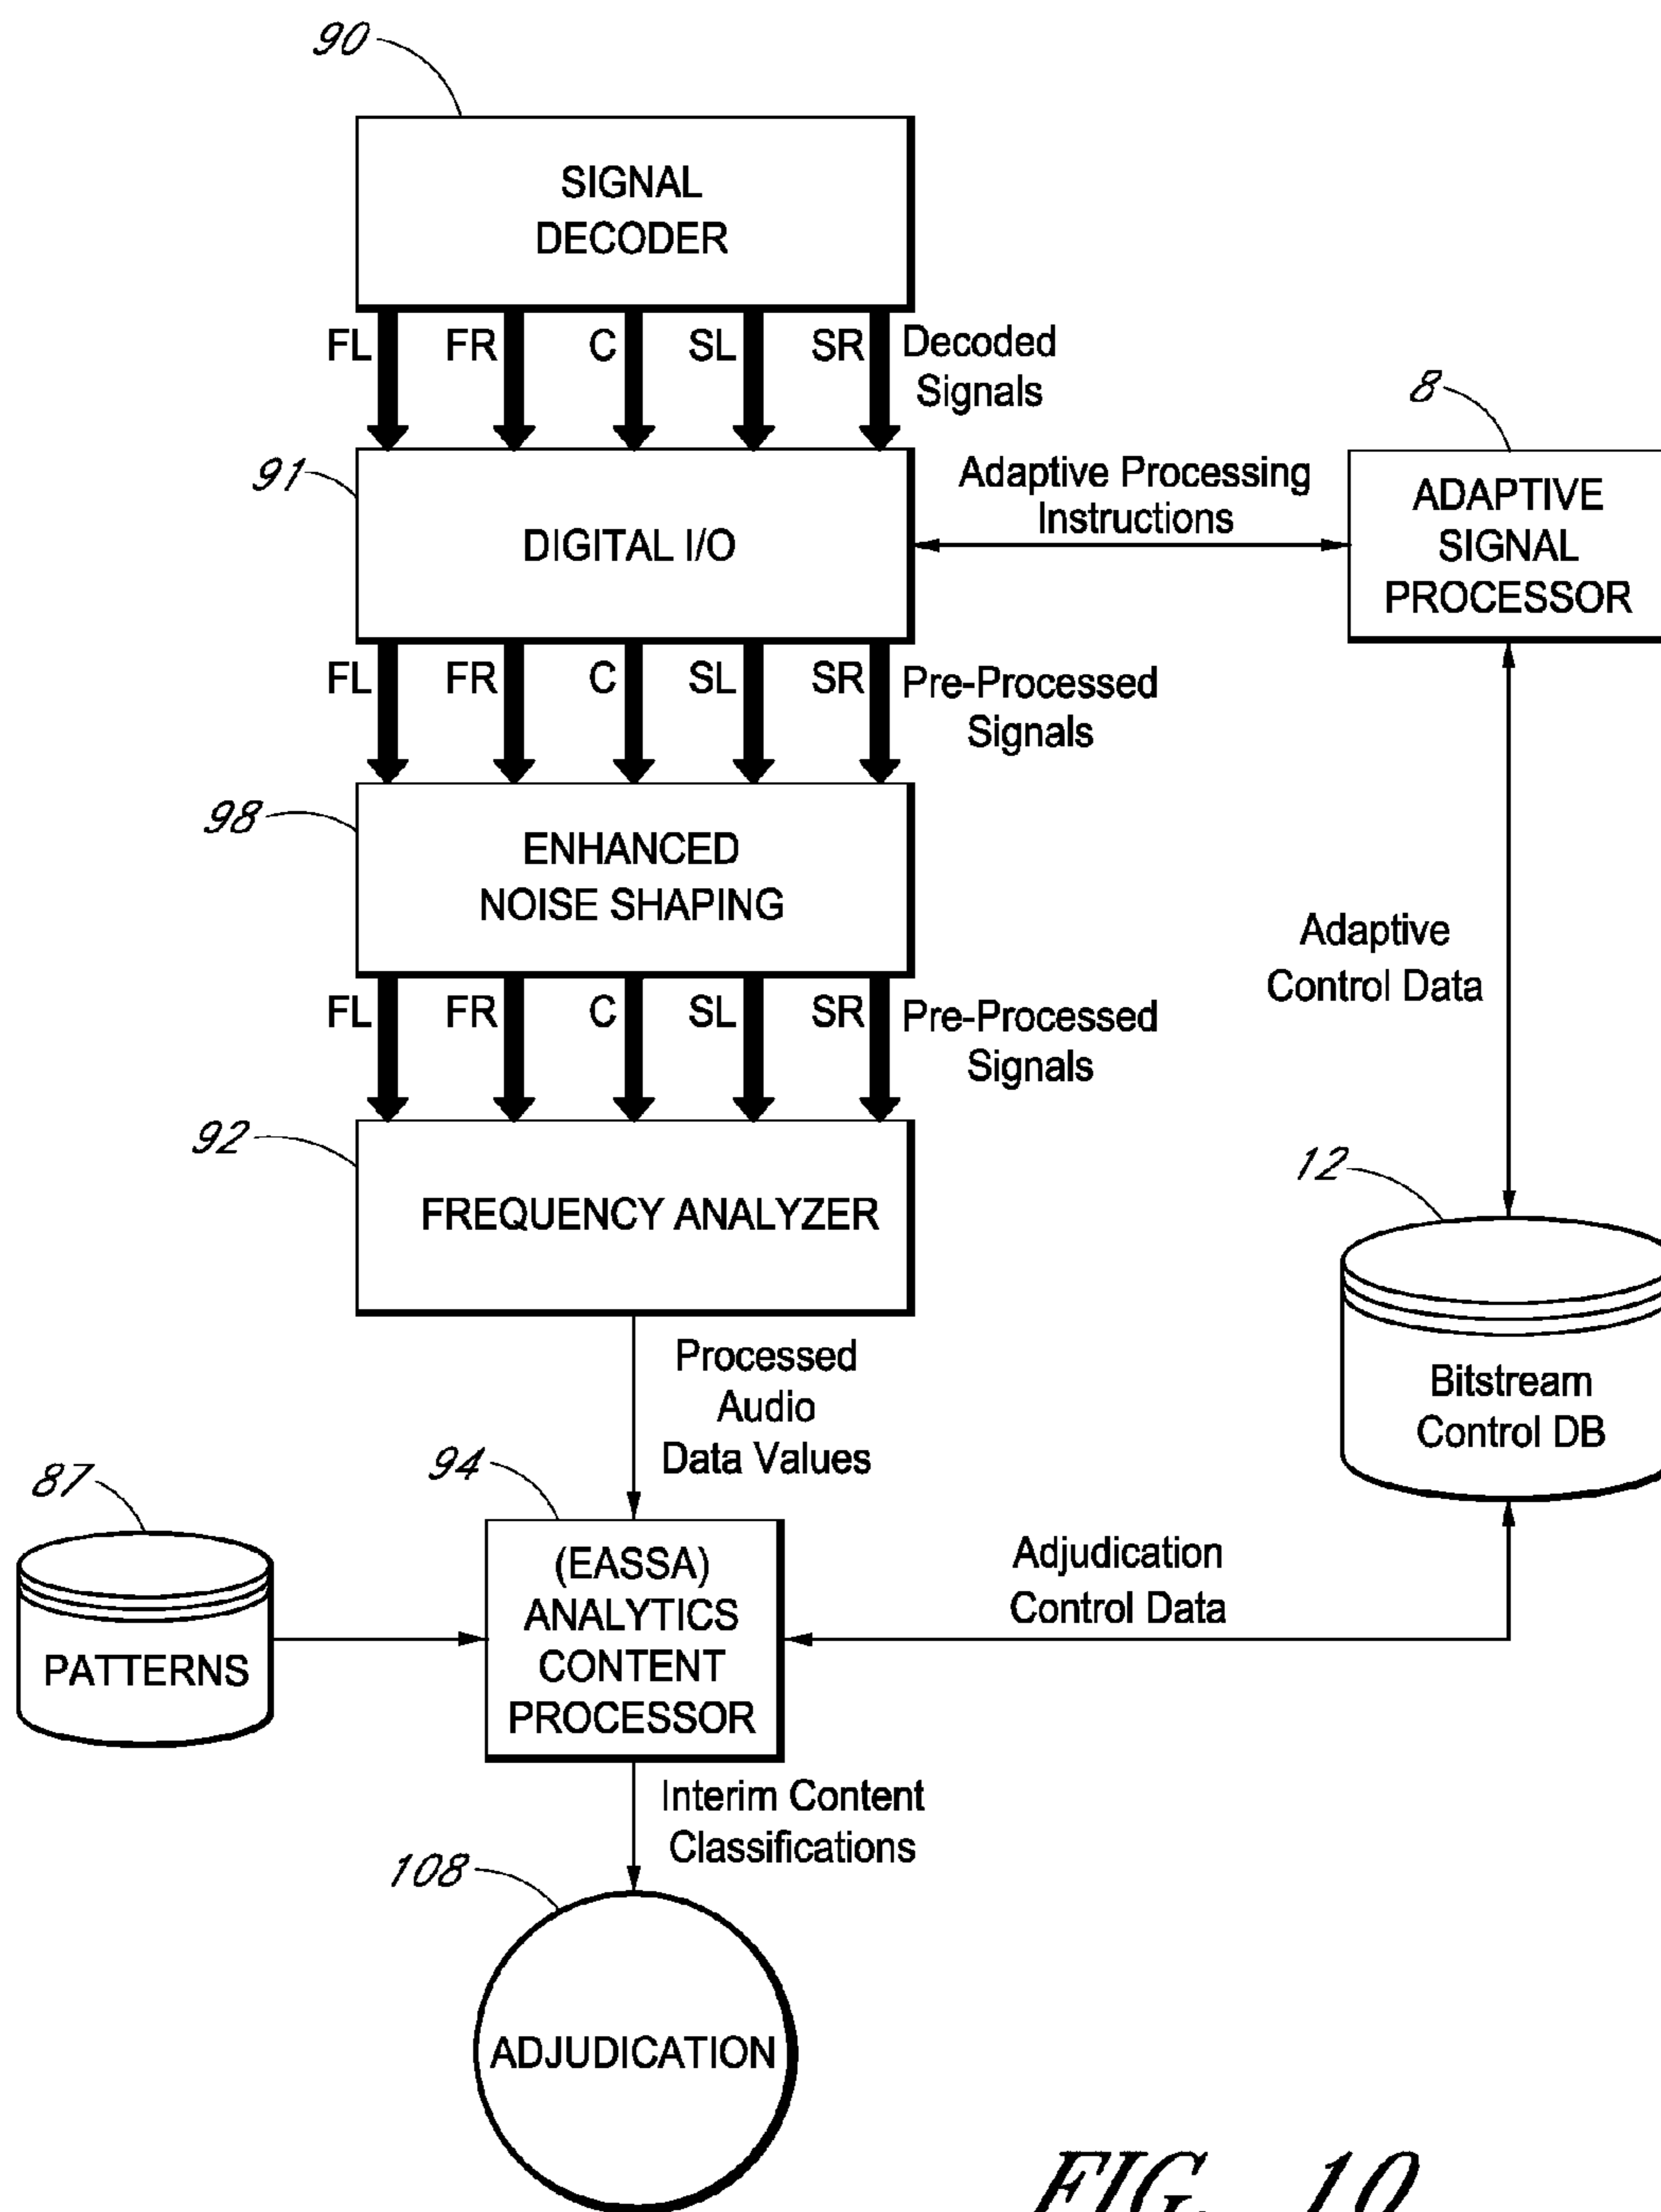 90
SIGNAL
DECODER
FL FR C SL SR Decoded
Signals
8
91
Adaptive Processing
Instructions
DIGITAL I/O
ADAPTIVE
SIGNAL
PROCESSOR
FL FR C SL SR Pre-Processed
Signals
98
ENHANCED
NOISE SHAPING
Adaptive
Control Data
FL FR C SL SR Pre-Processed
Signals
92
12
FREQUENCY ANALYZER
Processed
Audio
Data Values
Bitstream
Control DB
87
94
(EASSA)
ANALYTICS
CONTENT
PROCESSOR
Adjudication
Control Data
PATTERNS
Interim Content
Classifications
108
ADJUDICATION
FIG. 10